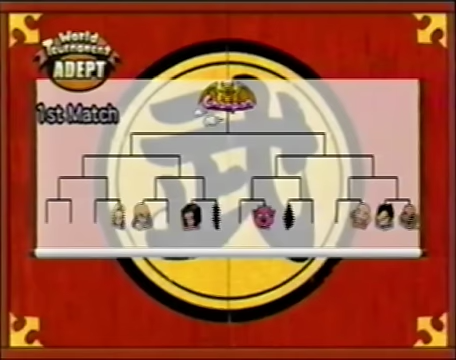 World
Tournament
ADEPT
1st Match
武